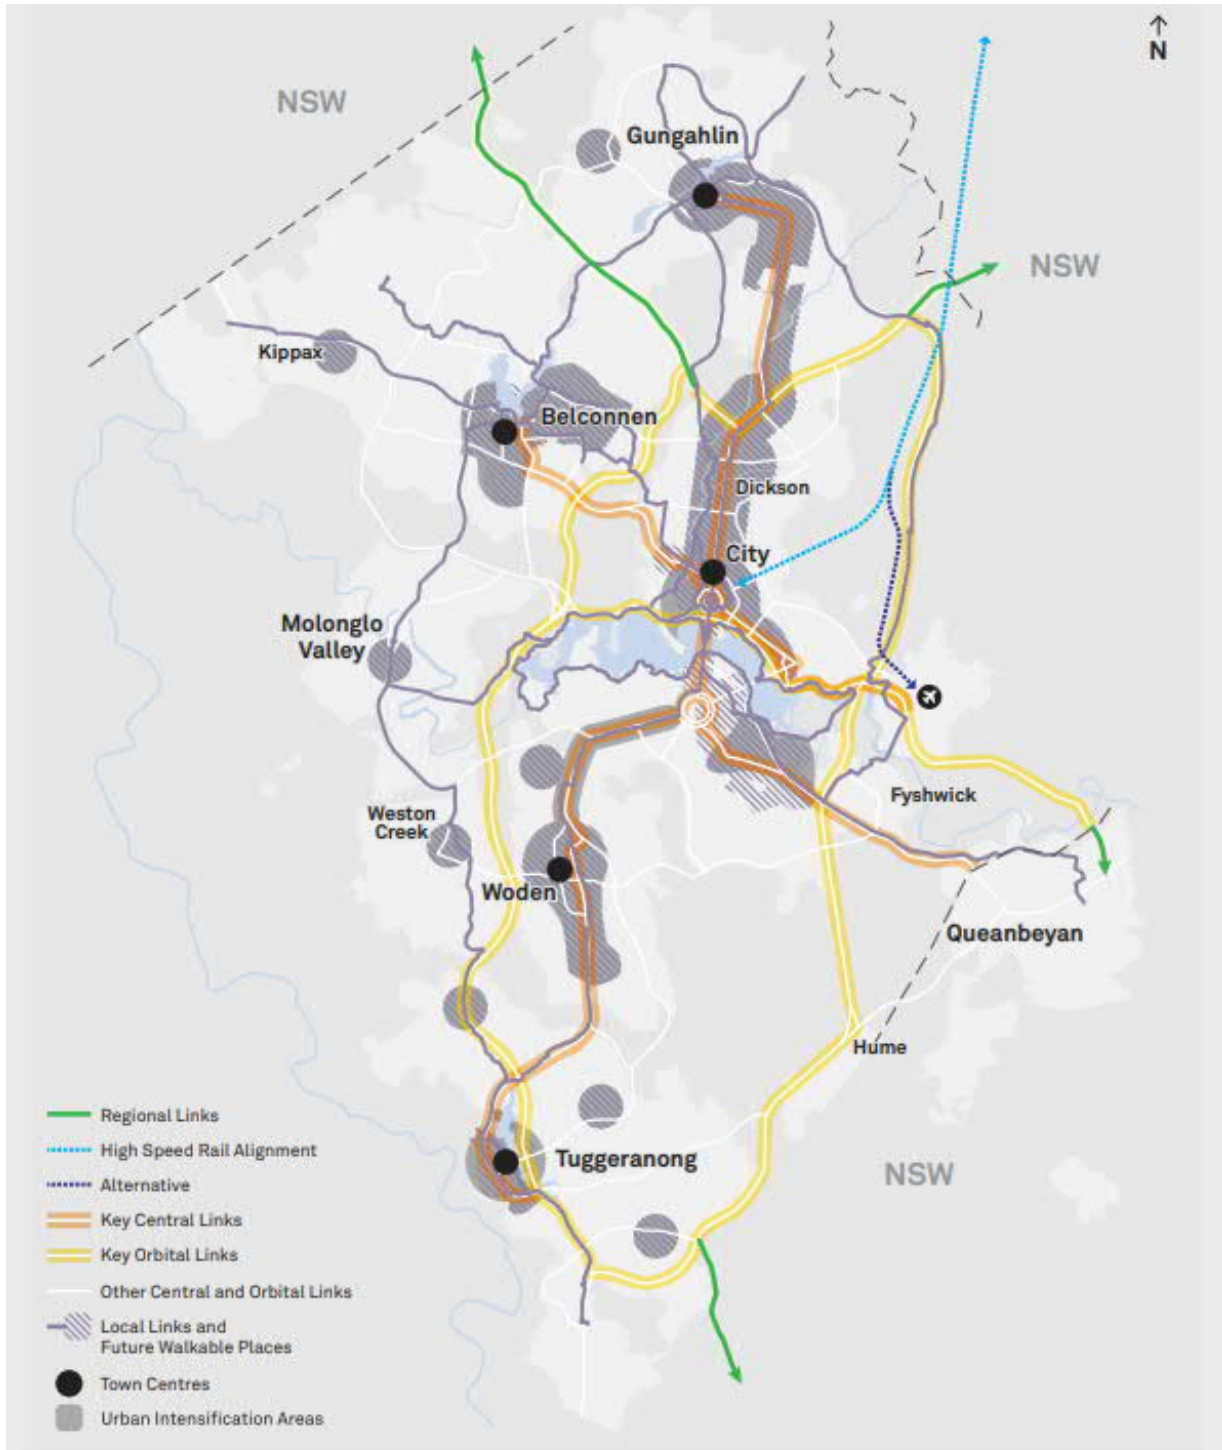 N
NSW
Gungahlin
NSW
Kippax
Belconnen
Dickson
City
Molonglo
Valley
Fyshwick
Weston
Creek
Woden
Queanbeyan
Hume
Regional Links
High Speed Rail Alignment
Tuggeranong
NSW
Alternative
Key Central Links
Key Orbital Links
Other Central and Orbital Links
Local Links and
Future Walkable Places
Town Centres
Urban Intensification Areas